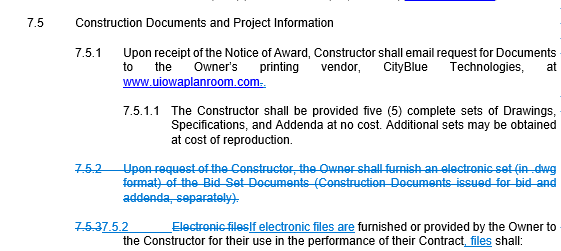 7.5 Construction Documents and Project Information
7.5.1 Upon receipt of the Notice of Award, Constructor shall email request for Documents
to the Owner's printing vendor, CityBlue Technologies, at
www.uiowaplanroom.com..
7.5.1.1 The Constructor shall be provided five (5) complete sets of Drawings,
Specifications, and Addenda at no cost. Additional sets may be obtained
at cost of reproduction.
7.5.2 Upon request of the Constructor, the Owner shall furnish an electronic set (in .dwg
format) of the Bid Set Documents (Construction Documents issued for bid and
addenda, separately).
7.5.37.5.2 Electronic filesIf electronic files are furnished or provided by the Owner to
the Constructor for their use in the performance of their Contract, files shall: